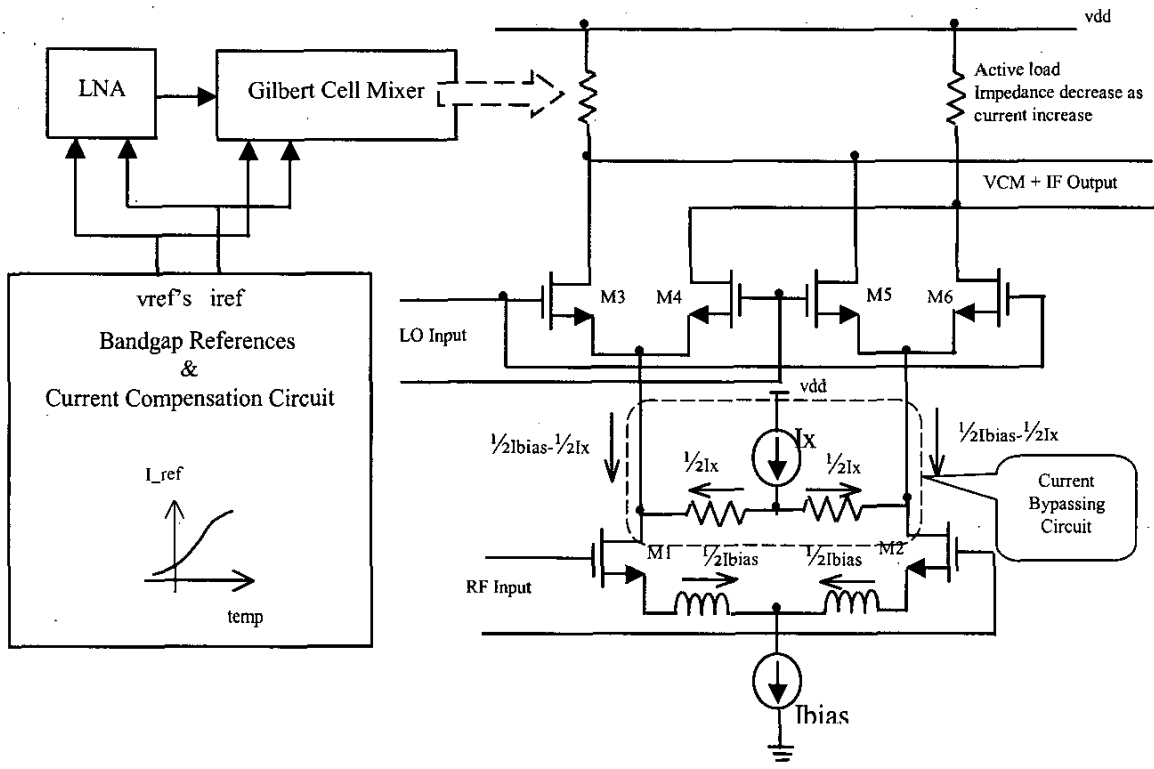 vdd
LNA
Gilbert Cell Mixer
Active load
Impedance decrease as
current increase
VCM + IF Output
vref's iref
Bandgap References
&
Current Compensation Circuit
I_ref
temp
M3
M4
M5
M6
LO Input
vdd
Ix
½Ibias-½Ix
½Ix
½Ix
½Ibias-½Ix
Current
Bypassing
Circuit
M1
M2
½Ibias
½Ibias
RF Input
Ibias